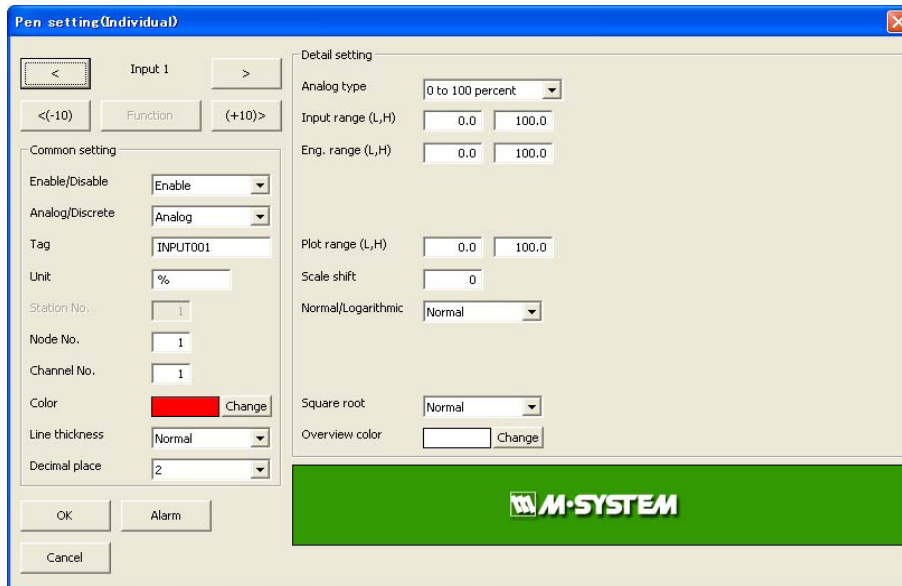 Pen setting(Individual)
< Input 1 >
<(-10) Function (+10)>
Common setting
Enable/Disable Enable
Analog/Discrete Analog
Tag INPUT001
Unit %
Station No. 1
Node No. 1
Channel No. 1
Color Change
Line thickness Normal
Decimal place 2
OK Alarm
Cancel
Detail setting
Analog type 0 to 100 percent
Input range (L,H) 0.0 100.0
Eng. range (L,H) 0.0 100.0
Plot range (L,H) 0.0 100.0
Scale shift 0
Normal/Logarithmic Normal
Square root Normal
Overview color Change
M·SYSTEM